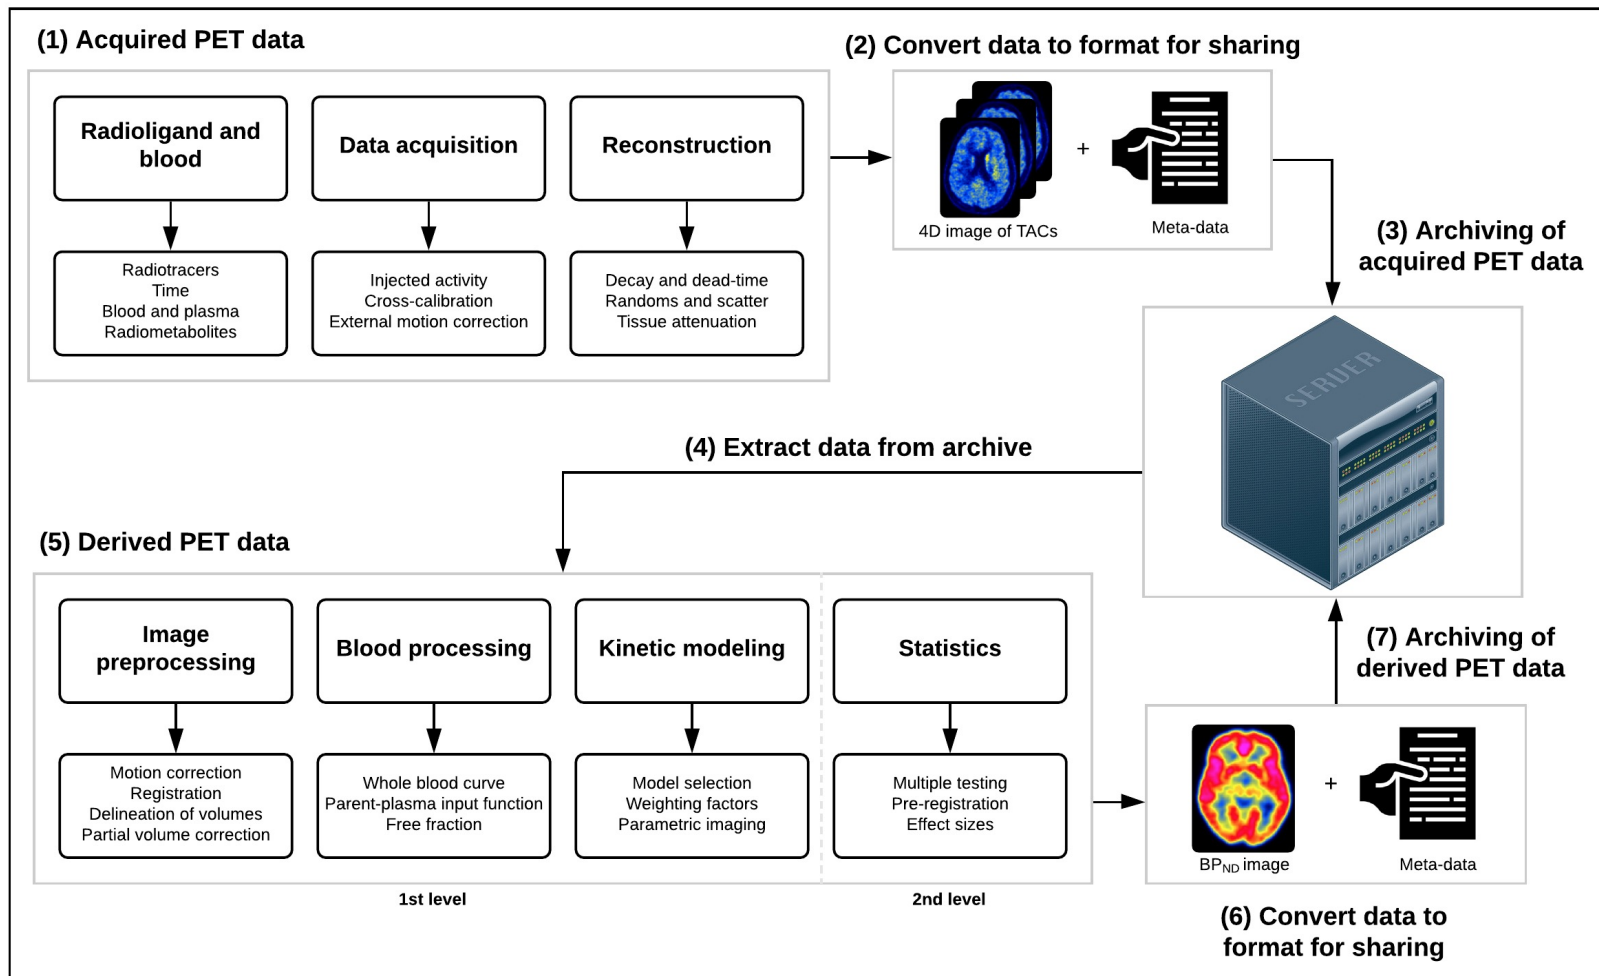 (1) Acquired PET data
Radioligand and
blood
Data acquisition
Reconstruction
Radiotracers
Time
Blood and plasma
Radiometabolites
Injected activity
Cross-calibration
External motion correction
Decay and dead-time
Randoms and scatter
Tissue attenuation
(2) Convert data to format for sharing
+
4D image of TACs
Meta-data
(3) Archiving of
acquired PET data
SERVER
(4) Extract data from archive
(5) Derived PET data
Image
preprocessing
Blood processing
Kinetic modeling
Statistics
Motion correction
Registration
Delineation of volumes
Partial volume correction
Whole blood curve
Parent-plasma input function
Free fraction
Model selection
Weighting factors
Parametric imaging
Multiple testing
Pre-registration
Effect sizes
1st level
2nd level
+
BPND image
Meta-data
(6) Convert data to
format for sharing
(7) Archiving of
derived PET data